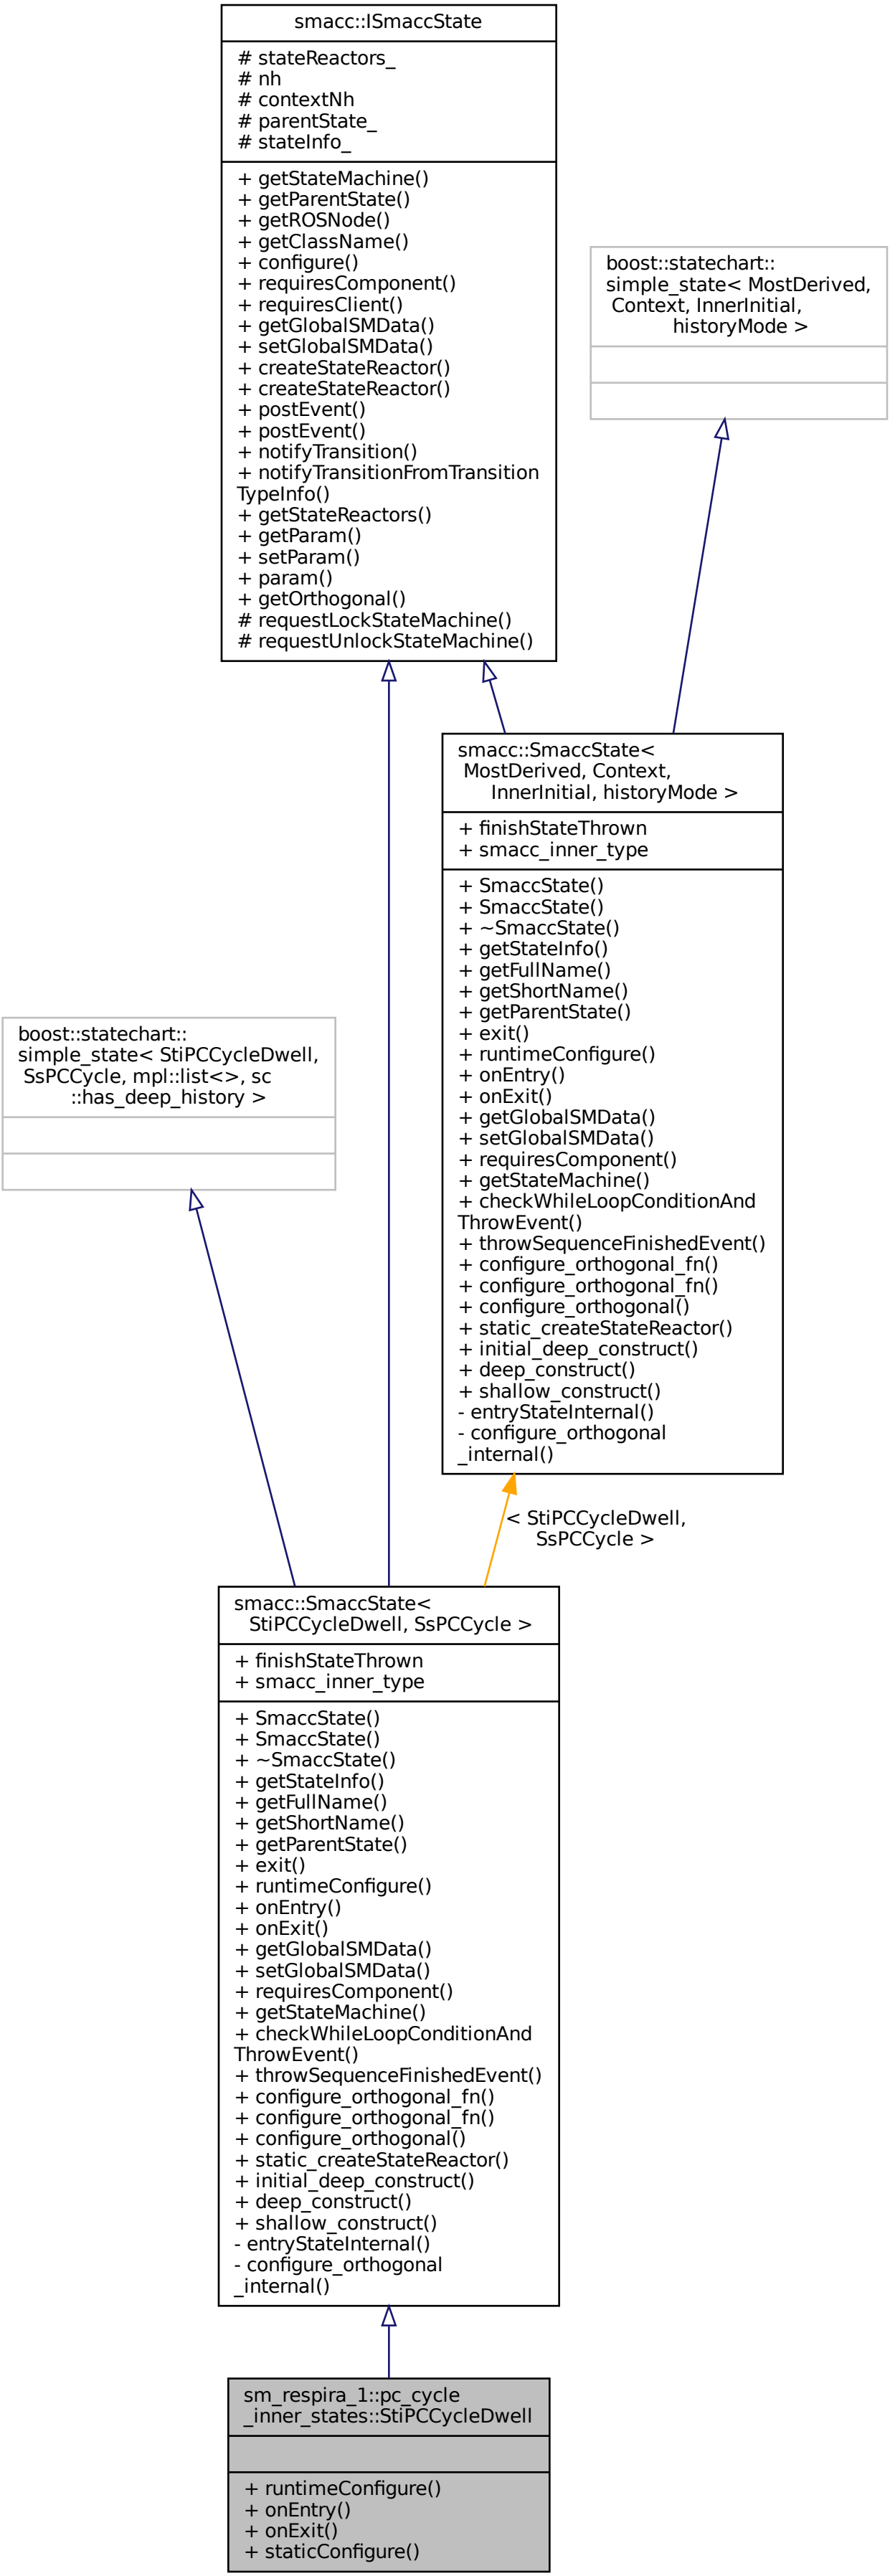 smacc::ISmaccState
# stateReactors_
# nh
# contextNh
# parentState_
# stateInfo_
+ getStateMachine()
+ getParentState()
+ getROSNode()
+ getClassName()
+ configure()
+ requiresComponent()
+ requiresClient()
+ getGlobalSMData()
+ setGlobalSMData()
+ createStateReactor()
+ createStateReactor()
+ postEvent()
+ postEvent()
+ notifyTransition()
+ notifyTransitionFromTransition
TypeInfo()
+ getStateReactors()
+ getParam()
+ setParam()
+ param()
+ getOrthogonal()
# requestLockStateMachine()
# requestUnlockStateMachine()
boost::statechart::
simple_state< MostDerived,
Context, InnerInitial,
historyMode >
smacc::SmaccState<
MostDerived, Context,
InnerInitial, historyMode >
+ finishStateThrown
+ smacc_inner_type
+ SmaccState()
+ SmaccState()
+ ~SmaccState()
+ getStateInfo()
+ getFullName()
+ getShortName()
+ getParentState()
+ exit()
+ runtimeConfigure()
+ onEntry()
+ onExit()
+ getGlobalSMData()
+ setGlobalSMData()
+ requiresComponent()
+ getStateMachine()
+ checkWhileLoopConditionAnd
ThrowEvent()
+ throwSequenceFinishedEvent()
+ configure_orthogonal_fn()
+ configure_orthogonal_fn()
+ configure_orthogonal()
+ static_createStateReactor()
+ initial_deep_construct()
+ deep_construct()
+ shallow_construct()
- entryStateInternal()
- configure_orthogonal
_internal()
boost::statechart::
simple_state< StiPCCycleDwell,
SsPCCycle, mpl::list<>, sc
::has_deep_history >
< StiPCCycleDwell,
SsPCCycle >
smacc::SmaccState<
StiPCCycleDwell, SsPCCycle >
+ finishStateThrown
+ smacc_inner_type
+ SmaccState()
+ SmaccState()
+ ~SmaccState()
+ getStateInfo()
+ getFullName()
+ getShortName()
+ getParentState()
+ exit()
+ runtimeConfigure()
+ onEntry()
+ onExit()
+ getGlobalSMData()
+ setGlobalSMData()
+ requiresComponent()
+ getStateMachine()
+ checkWhileLoopConditionAnd
ThrowEvent()
+ throwSequenceFinishedEvent()
+ configure_orthogonal_fn()
+ configure_orthogonal_fn()
+ configure_orthogonal()
+ static_createStateReactor()
+ initial_deep_construct()
+ deep_construct()
+ shallow_construct()
- entryStateInternal()
- configure_orthogonal
_internal()
sm_respira_1::pc_cycle
_inner_states::StiPCCycleDwell
+ runtimeConfigure()
+ onEntry()
+ onExit()
+ staticConfigure()